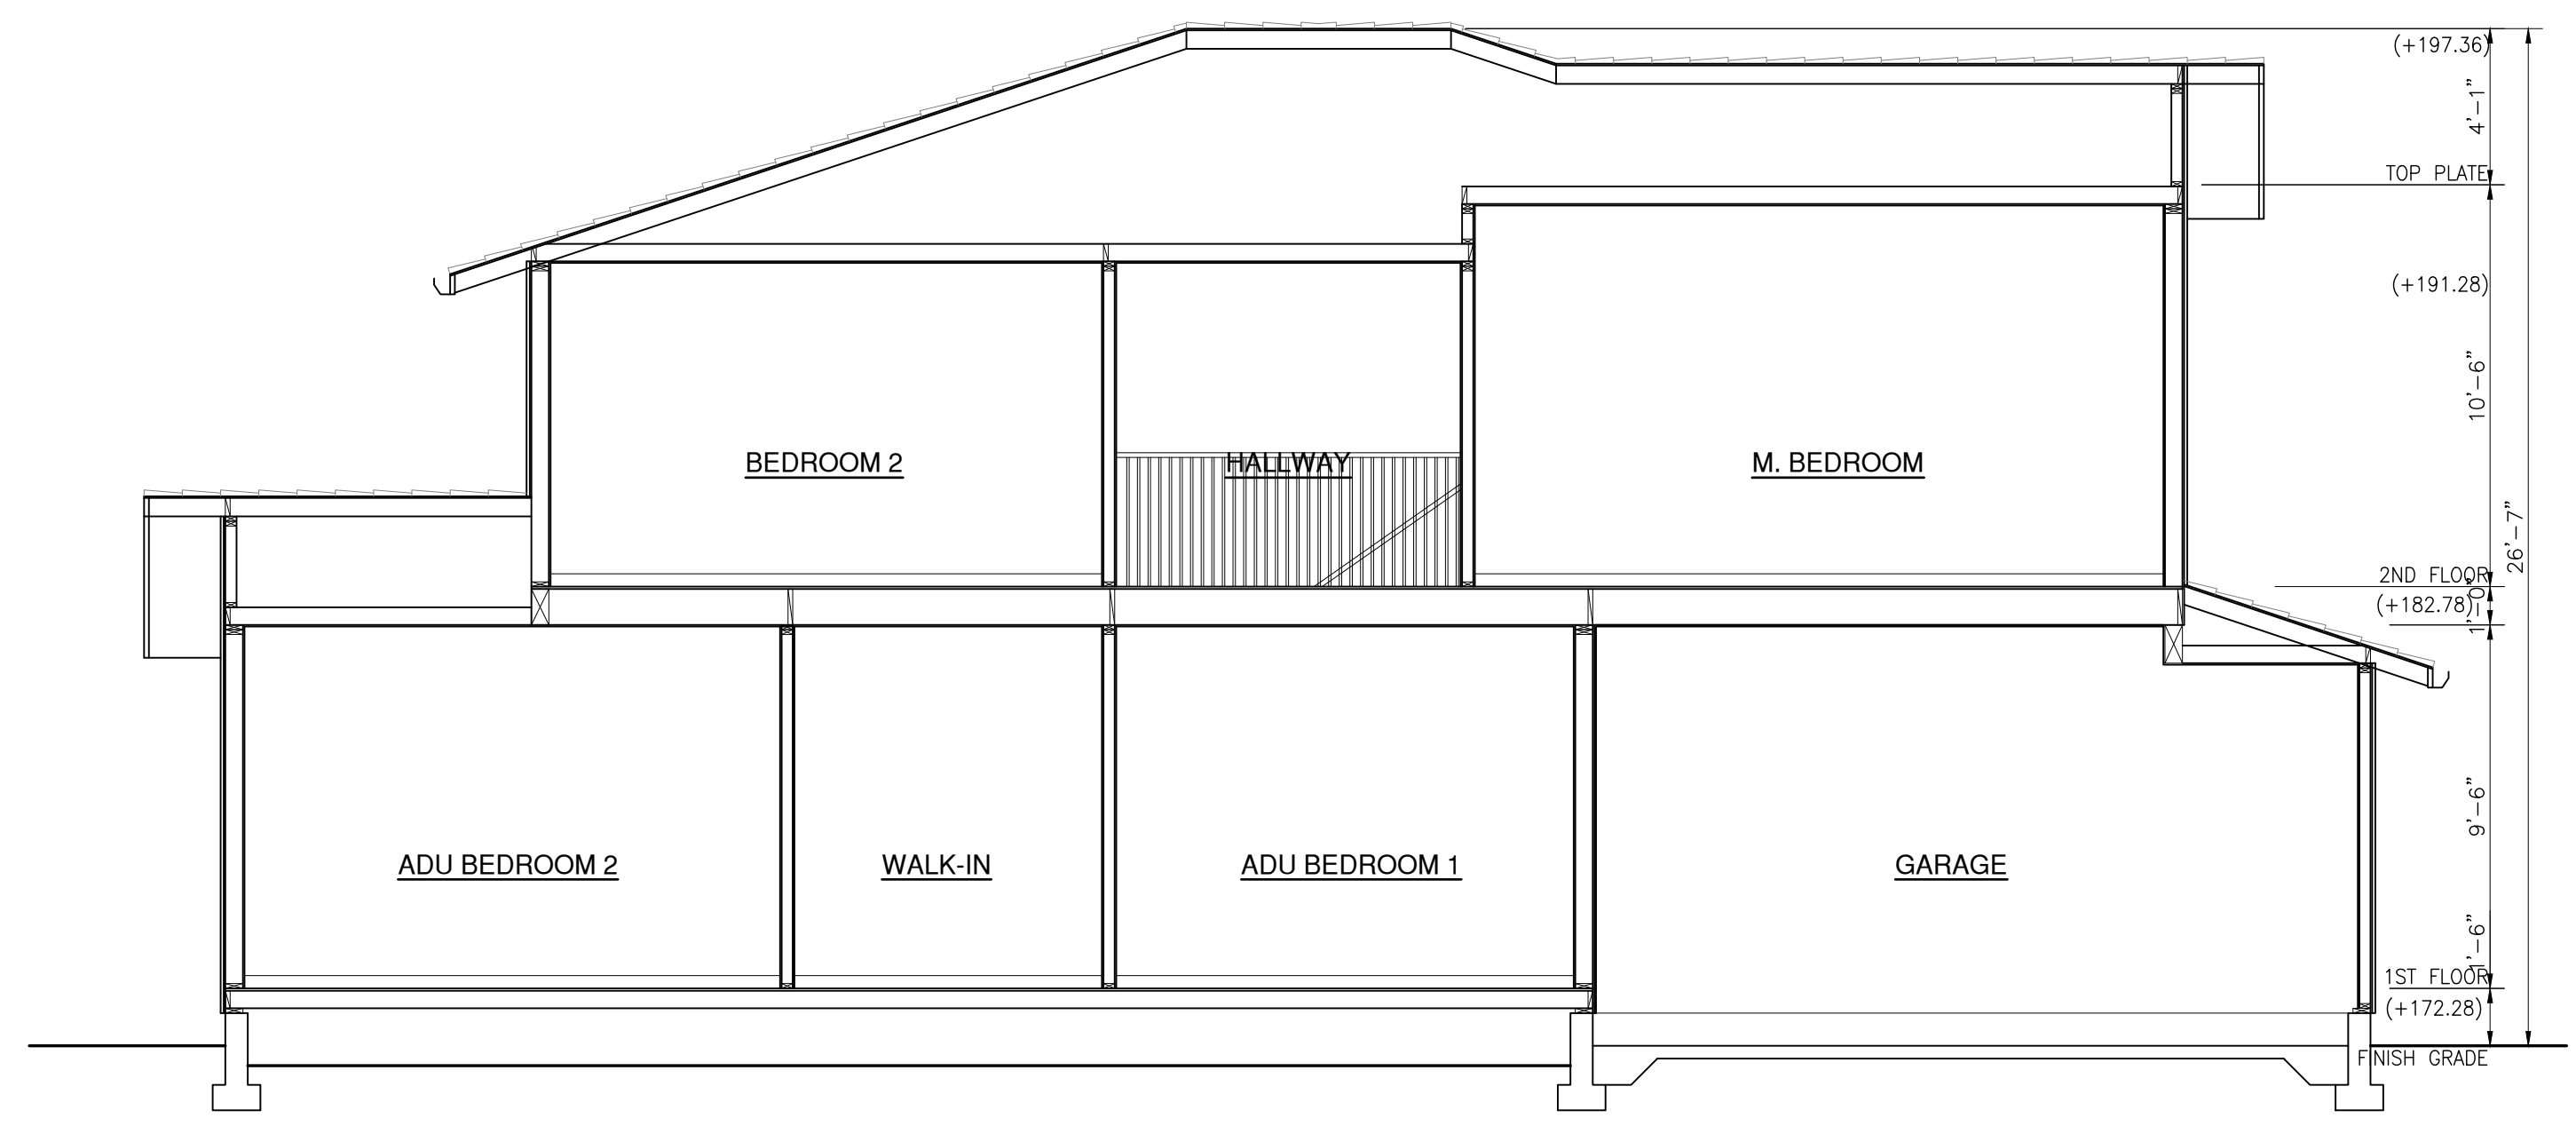 (+197.36)
4'-1"
TOP PLATE
(+191.28)
10'-6"
BEDROOM 2
HALLWAY
M. BEDROOM
26'-7"
2ND FLOOR
(+182.78)
1'-0"
9'-6"
ADU BEDROOM 2
WALK-IN
ADU BEDROOM 1
GARAGE
1'-6"
1ST FLOOR
(+172.28)
FINISH GRADE